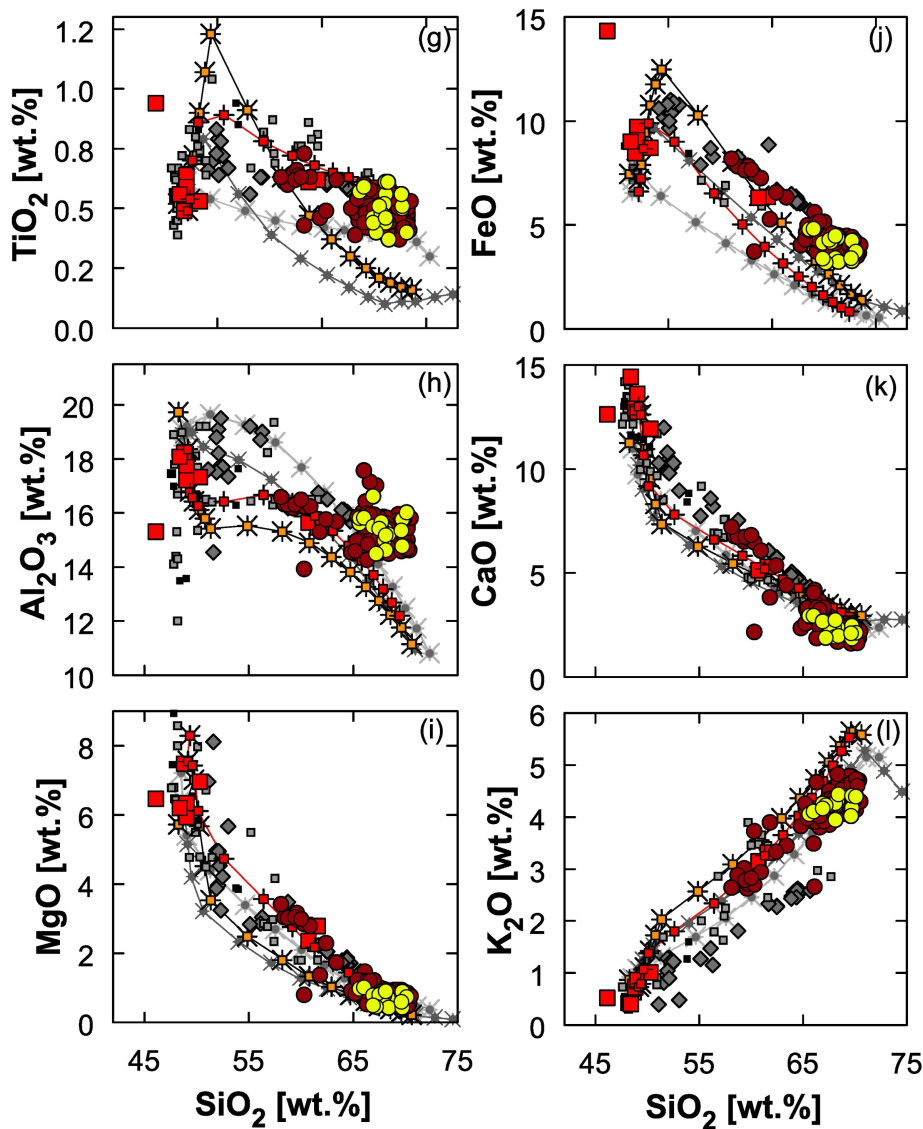 (g)
TiO2 [wt.%]
1.2
1.0
0.8
0.5
0.2
0.0
(j)
FeO [wt.%]
15
10
5
0
(h)
Al2O3 [wt.%]
20
18
16
14
12
10
(k)
CaO [wt.%]
15
10
5
0
(i)
MgO [wt.%]
8
6
4
2
0
45 55 65 75
SiO2 [wt.%]
(l)
K2O [wt.%]
6
5
4
3
2
1
0
45 55 65 75
SiO2 [wt.%]